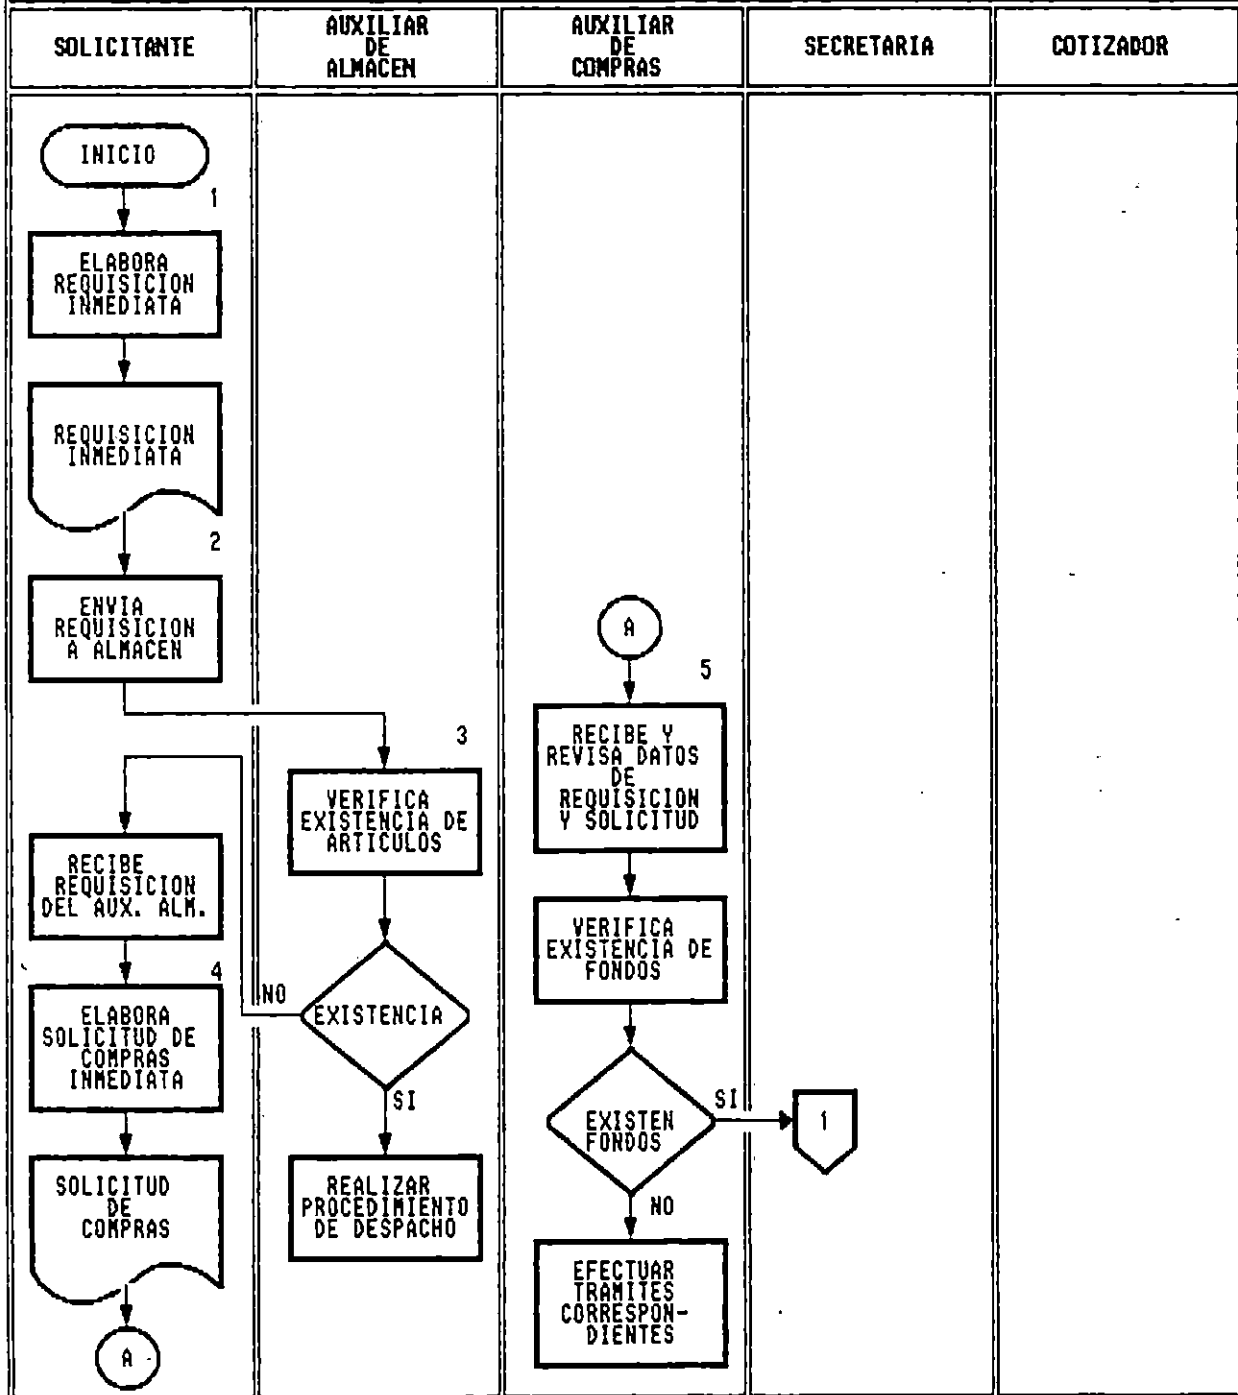 SOLICITANTE
AUXILIAR
DE
ALMACEN
AUXILIAR
DE
COMPRAS
SECRETARIA
COTIZADOR
INICIO
1
ELABORA
REQUISICION
INMEDIATA
REQUISICION
INMEDIATA
2
ENVIA
REQUISICION
A ALMACEN
RECIBE
REQUISICION
DEL AUX. ALM.
4
ELABORA
SOLICITUD DE
COMPRAS
INMEDIATA
SOLICITUD
DE
COMPRAS
A
3
VERIFICA
EXISTENCIA DE
ARTICULOS
NO
EXISTENCIA
SI
REALIZAR
PROCEDIMIENTO
DE DESPACHO
A
5
RECIBE Y
REVISA DATOS
DE
REQUISICION
Y SOLICITUD
VERIFICA
EXISTENCIA DE
FONDOS
EXISTEN
FONDOS
SI
1
NO
EFECTUAR
TRAMITES
CORRESPON-
DIENTES